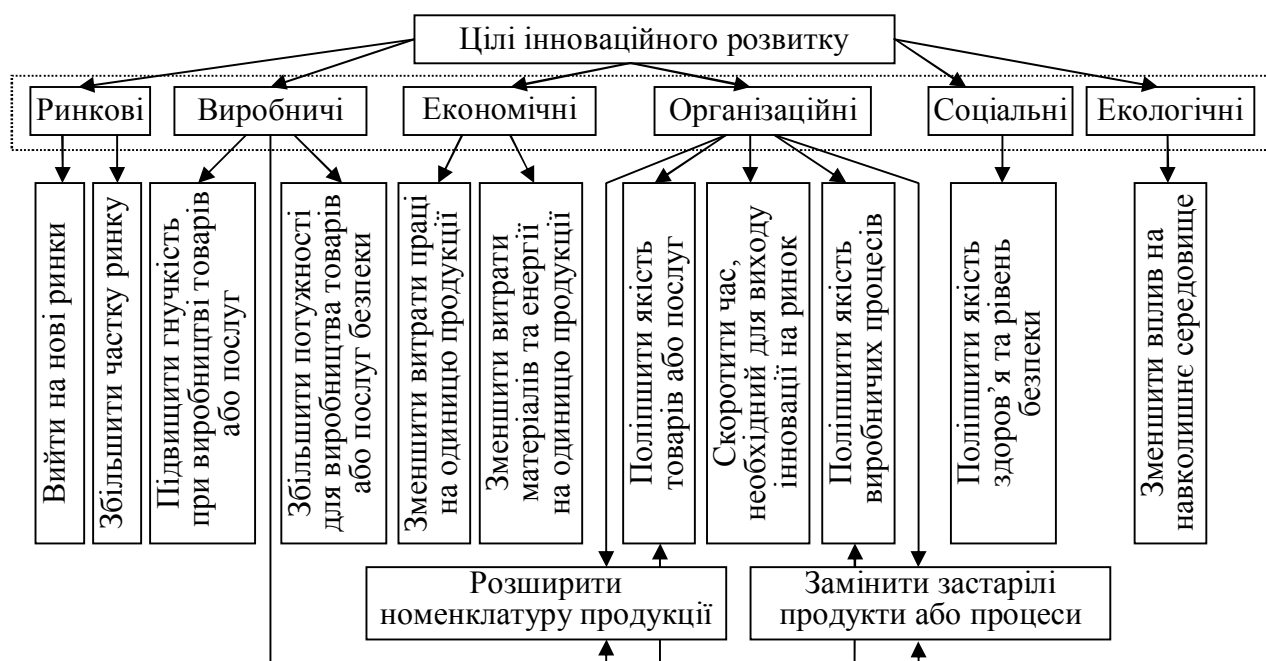 Цілі інноваційного розвитку
Ринкові
Виробничі
Економічні
Організаційні
Соціальні
Екологічні
Вийти на нові ринки
Збільшити частку ринку
Підвищити гнучкість
при виробництві товарів
або послуг
Збільшити потужності
для виробництва товарів
або послуг безпеки
Зменшити витрати праці
на одиницю продукції
Зменшити витрати
матеріалів та енергії
на одиницю продукції
Поліпшити якість
товарів або послуг
Скоротити час,
необхідний для виходу
інновації на ринок
Поліпшити якість
виробничих процесів
Поліпшити якість
здоров’я та рівень
безпеки
Зменшити вплив на
навколишнє середовище
Розширити
номенклатуру продукції
Замінити застарілі
продукти або процеси